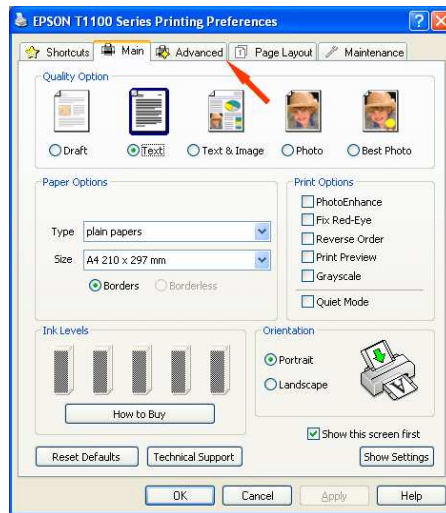 EPSON T1100 Series Printing Preferences
Shortcuts Main Advanced Page Layout Maintenance
Quality Option
Draft Text Text & Image Photo Best Photo
Paper Options
Type plain papers
Size A4 210 x 297 mm
Borders Borderless
Print Options
PhotoEnhance
Fix Red-Eye
Reverse Order
Print Preview
Grayscale
Quiet Mode
Ink Levels
How to Buy
Orientation
Portrait
Landscape
A
Show this screen first
Reset Defaults Technical Support Show Settings
OK Cancel Apply Help